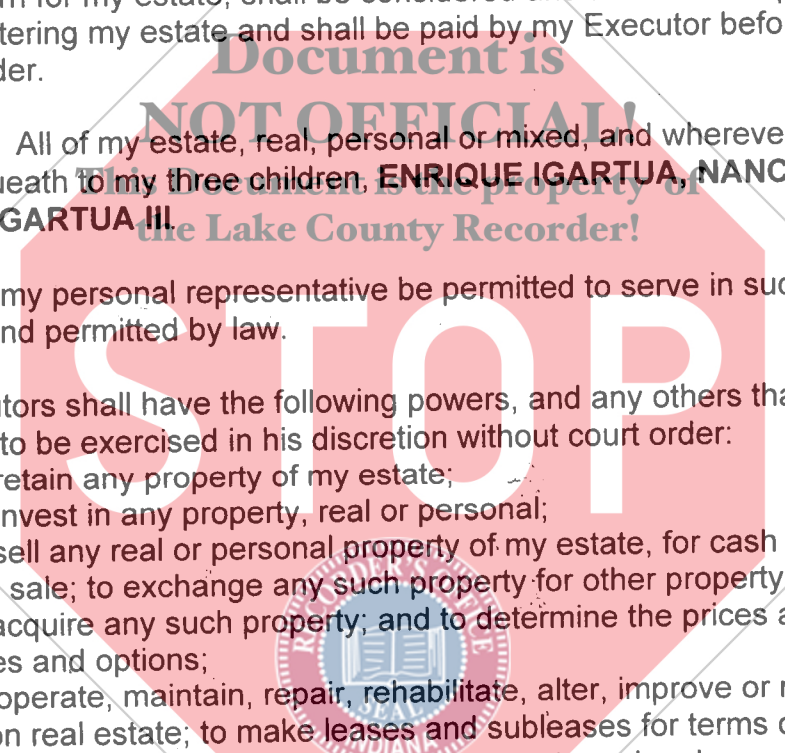 for my estate, shall be considered
tering my estate and shall be paid by my Executor befo
Document is
der.
NOT OFFICIAL!
All of my estate, real, personal or mixed, and whereve
This Document is the property of
ueath to my three children, ENRIQUE IGARTUA, NANC
GARTUA III.
the Lake County Recorder!
my personal representative be permitted to serve in suc
nd permitted by law.
STOP
tors shall have the following powers, and any others tha
to be exercised in his discretion without court order:
retain any property of my estate;
nvest in any property, real or personal;
sell any real or personal property of my estate, for cash
sale; to exchange any such property for other property
acquire any such property; and to determine the prices a
es and options;
RECORDER'S OFFICE
operate, maintain, repair, rehabilitate, alter, improve or r
SEAL
on real estate; to make leases and subleases for terms o
INDIANA